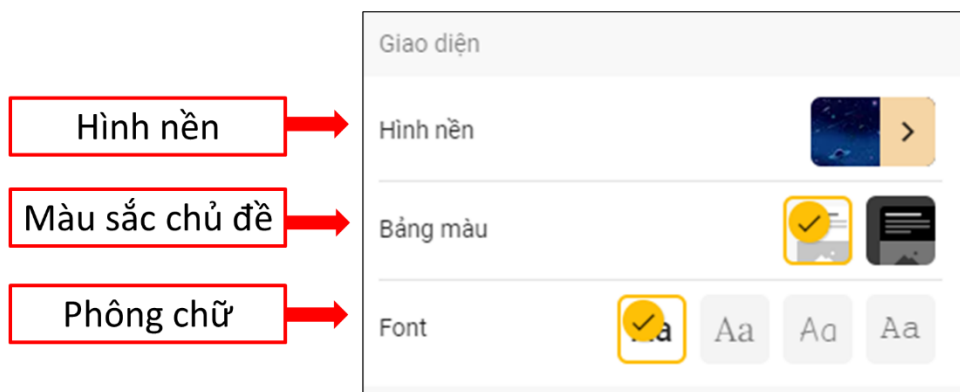 Giao diện
Hình nền
Hình nền
Màu sắc chủ đề
Bảng màu
Phông chữ
Font
Aa Aa Aa